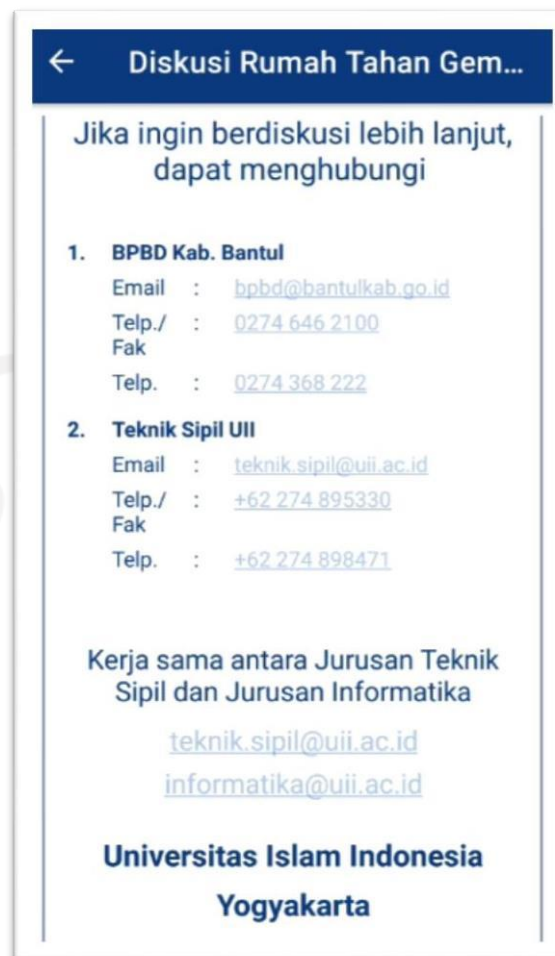 ← Diskusi Rumah Tahan Gem...
Jika ingin berdiskusi lebih lanjut,
dapat menghubungi
1. BPBD Kab. Bantul
Email : bpbd@bantulkab.go.id
Telp./ : 0274 646 2100
Fak
Telp. : 0274 368 222
2. Teknik Sipil UII
Email : teknik.sipil@uii.ac.id
Telp./ : +62 274 895330
Fak
Telp. : +62 274 898471
Kerja sama antara Jurusan Teknik
Sipil dan Jurusan Informatika
teknik.sipil@uii.ac.id
informatika@uii.ac.id
Universitas Islam Indonesia
Yogyakarta